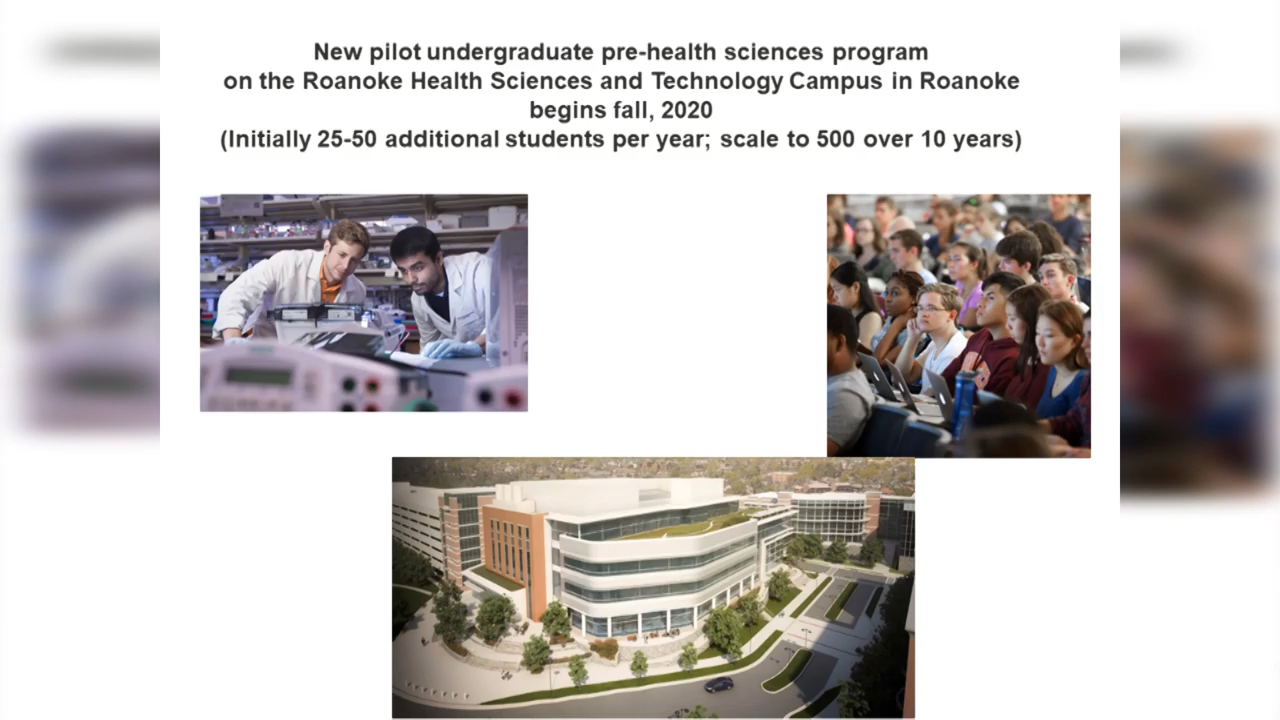 New pilot undergraduate pre-health sciences program
on the Roanoke Health Sciences and Technology Campus in Roanoke
begins fall, 2020
(Initially 25-50 additional students per year; scale to 500 over 10 years)